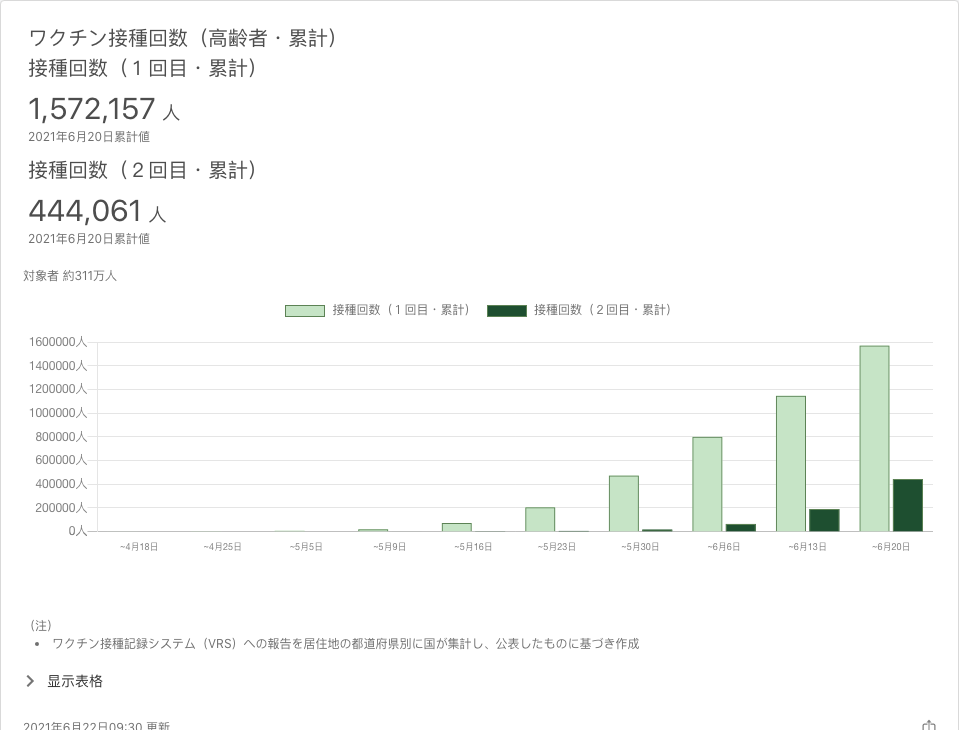 ワクチン接種回数（高齢者・累計）
接種回数（１回目・累計）
1,572,157 人
2021年6月20日累計値
接種回数（２回目・累計）
444,061 人
2021年6月20日累計値
対象者 約311万人
接種回数（１回目・累計） 接種回数（２回目・累計）
1600000人
1400000人
1200000人
1000000人
800000人
600000人
400000人
200000人
0人
~4月18日 ~4月25日 ~5月5日 ~5月9日 ~5月16日 ~5月23日 ~5月30日 ~6月6日 ~6月13日 ~6月20日
（注）
• ワクチン接種記録システム（VRS）への報告を居住地の都道府県別に国が集計し、公表したものに基づき作成
显示表格
2021年6月22日09:30 更新